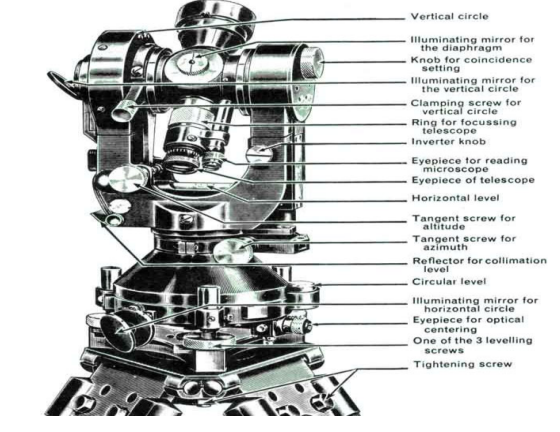 Vertical circle
Illuminating mirror for
the diaphragm
Knob for coincidence
setting
Illuminating mirror for
the vertical circle
Clamping screw for
vertical circle
Ring for focussing
telescope
Inverter knob
Eyepiece for reading
microscope
Eyepiece of telescope
Horizontal level
Tangent screw for
altitude
Tangent screw for
azimuth
Reflector for collimation
level
Circular level
Illuminating mirror for
horizontal circle
Eyepiece for optical
centering
One of the 3 levelling
screws
Tightening screw